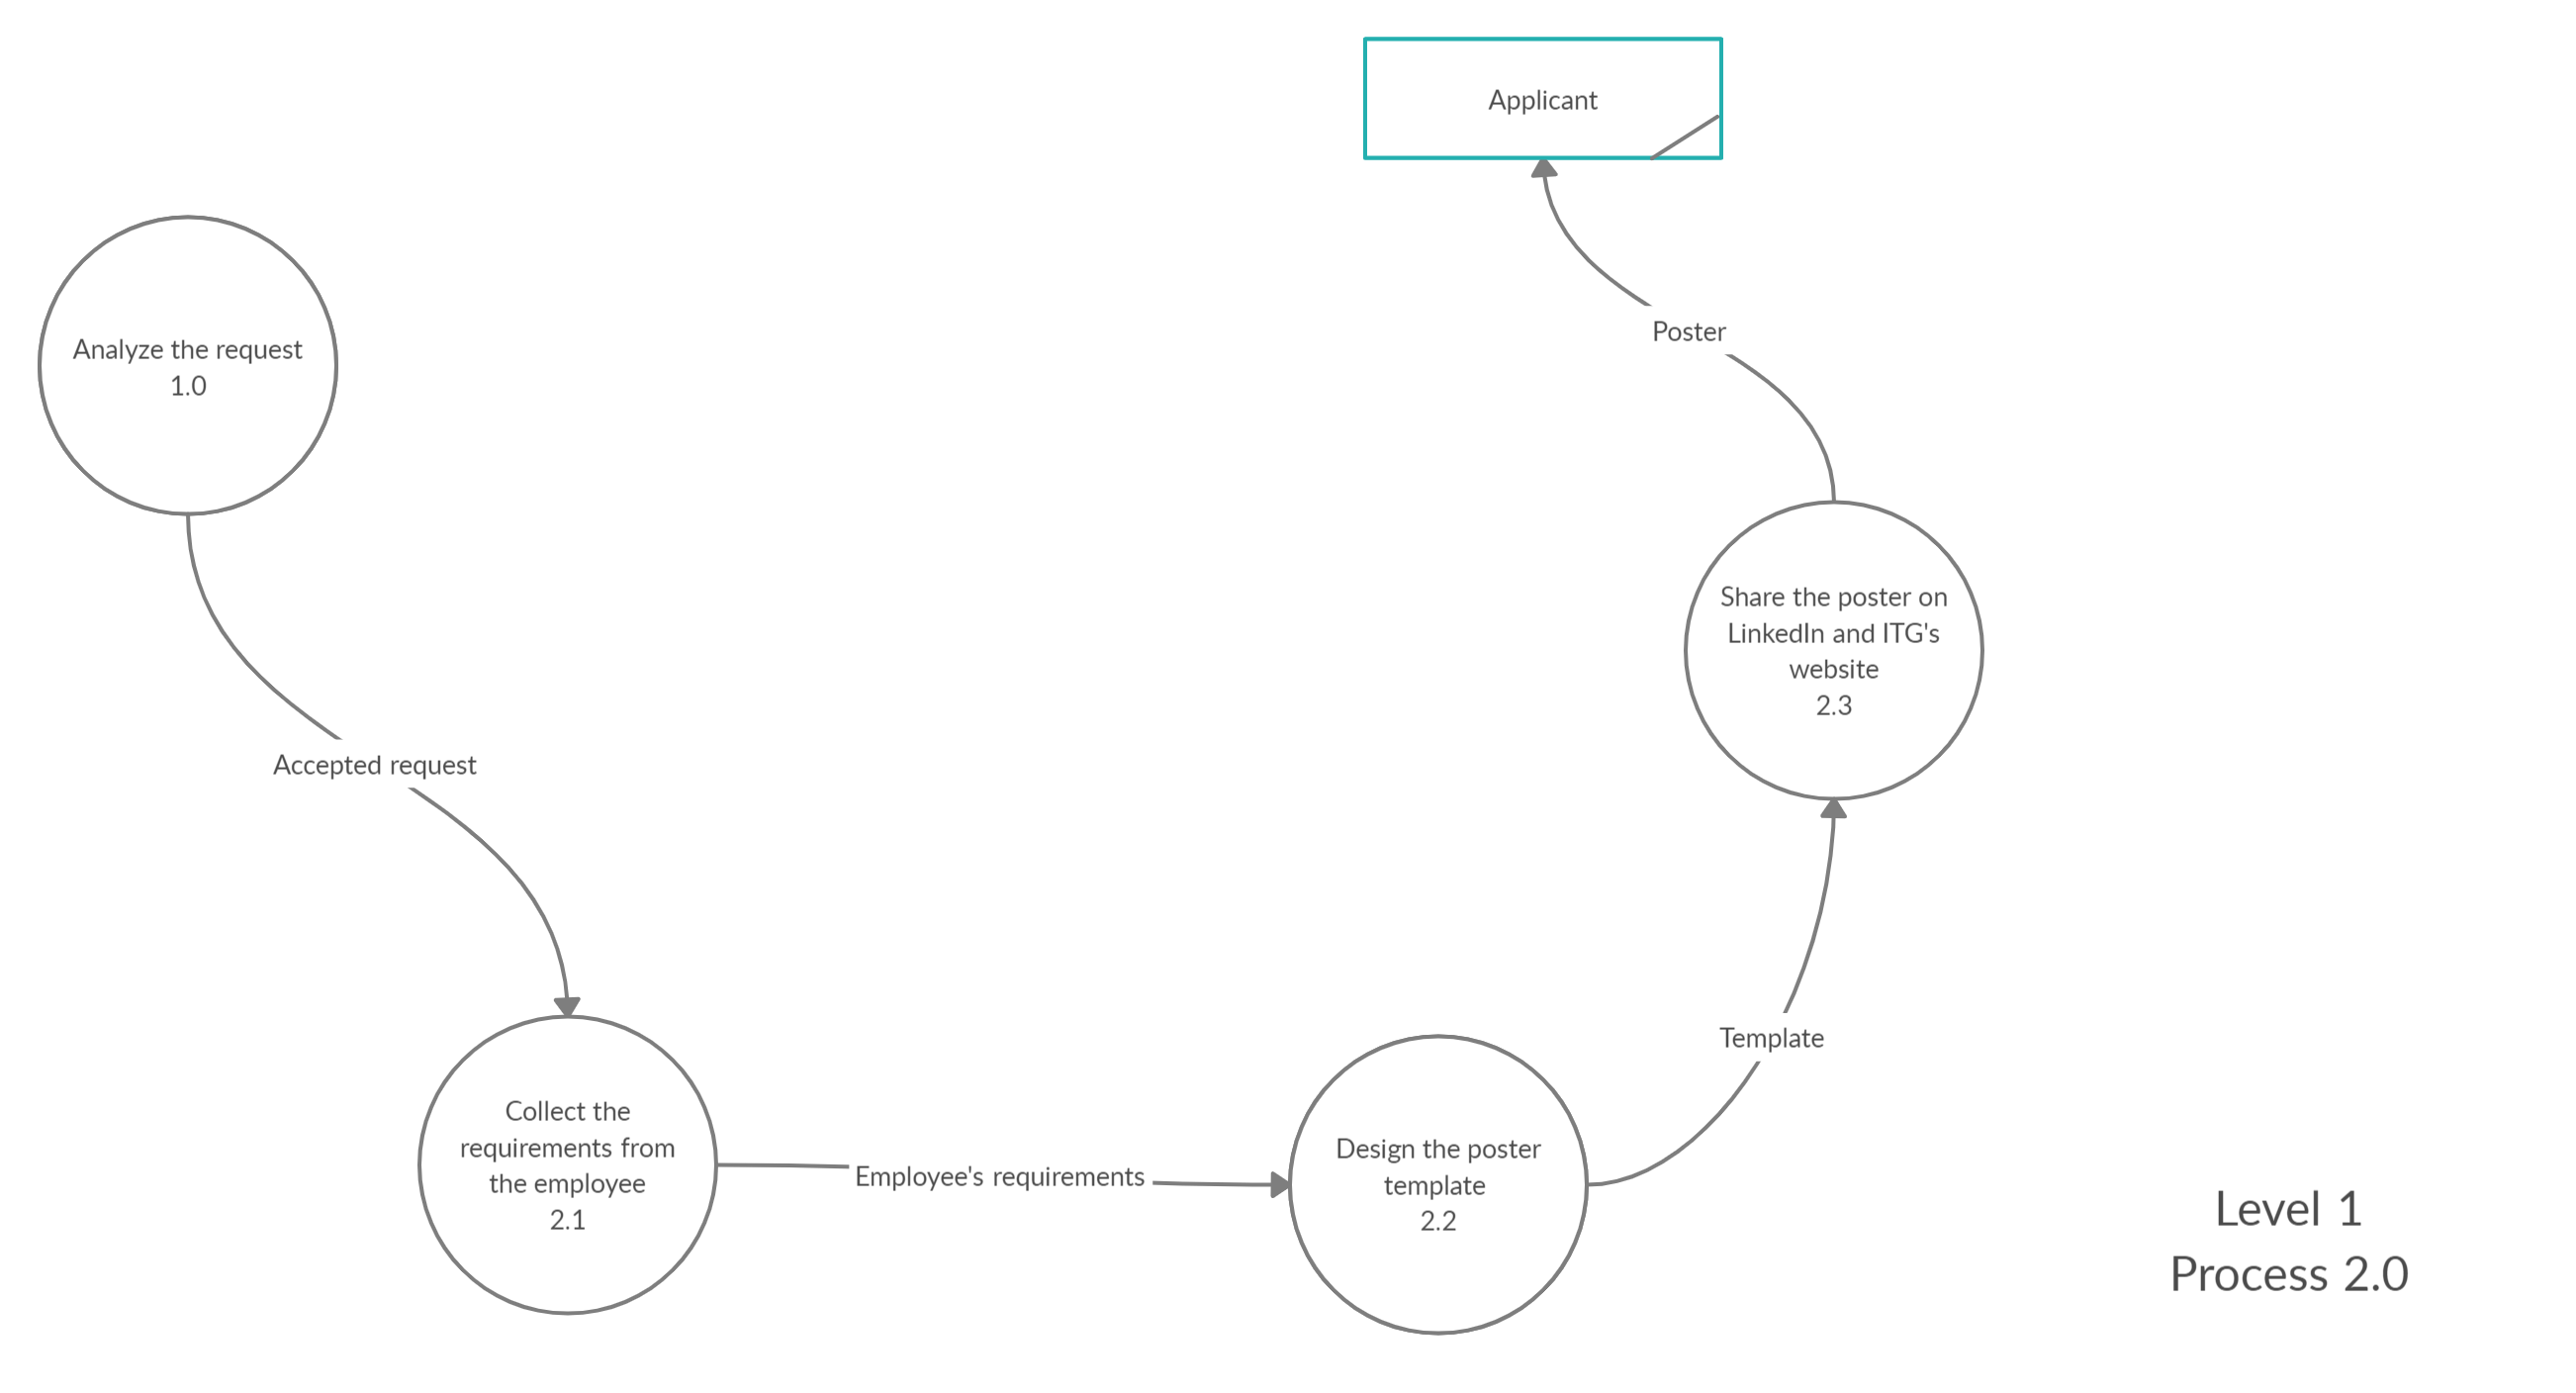 Applicant
Analyze the request
1.0
Poster
Share the poster on
LinkedIn and ITG's
website
2.3
Accepted request
Template
Collect the
requirements from
the employee
2.1
Employee's requirements
Design the poster
template
2.2
Level 1
Process 2.0